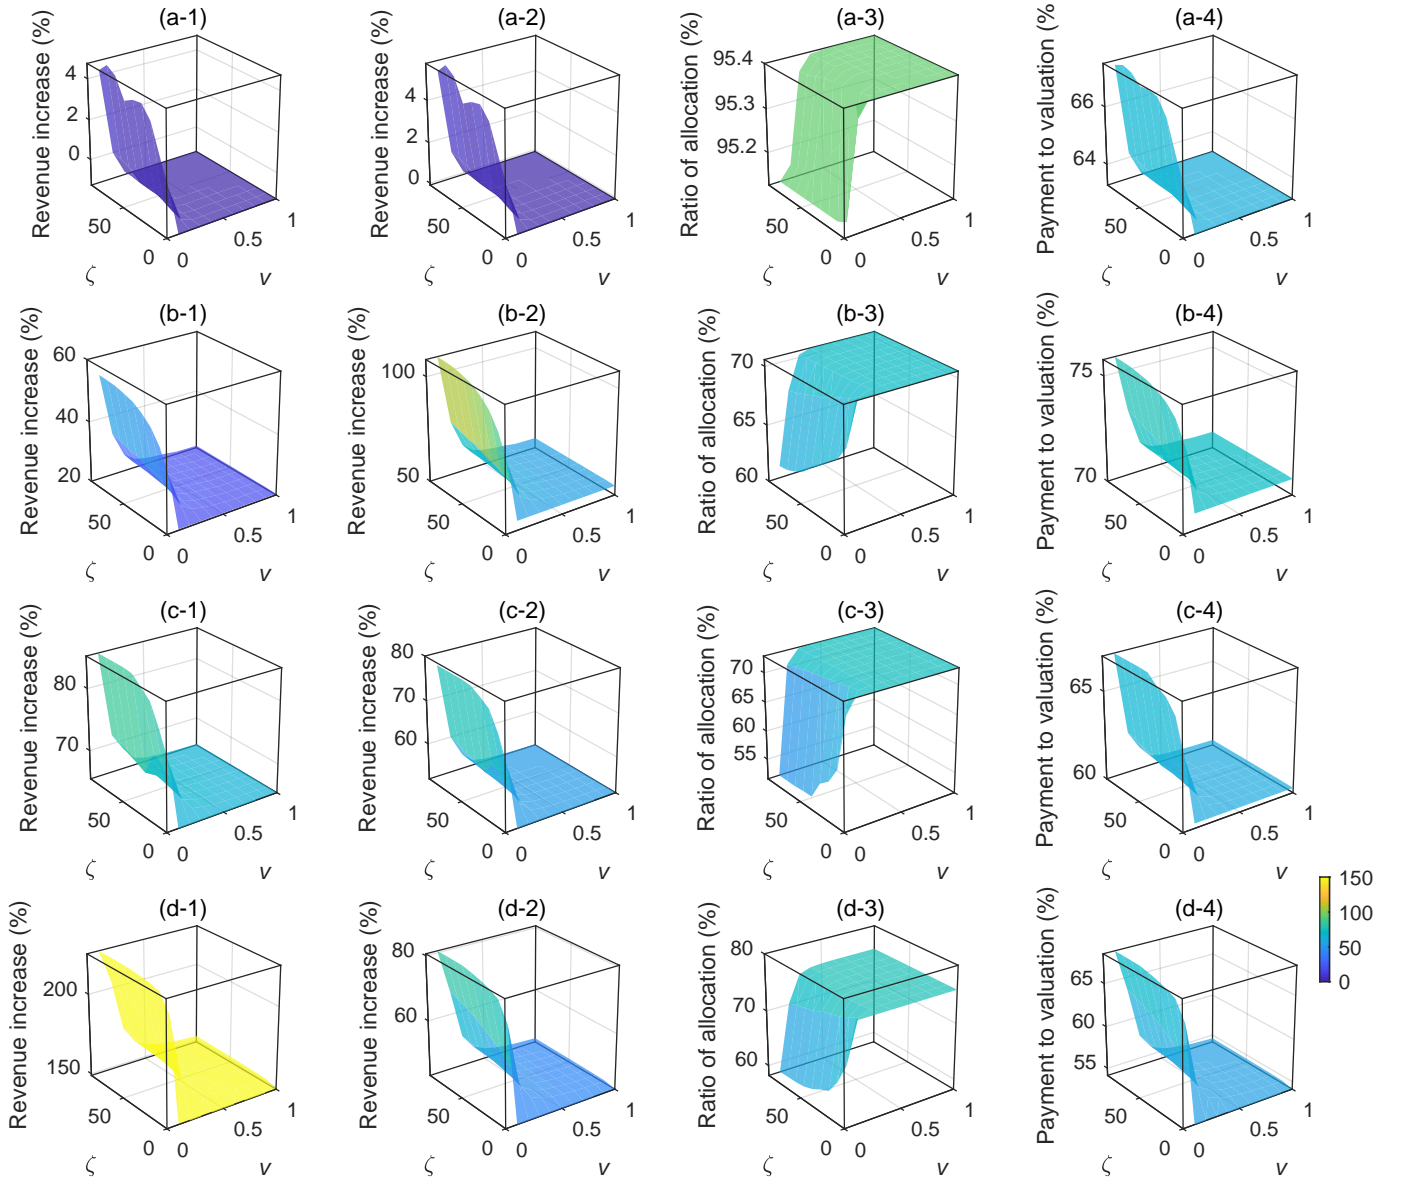 (a-1)
Revenue increase (%)
4
2
0
50
0
ζ
0
0.5
1
v
(a-2)
Revenue increase (%)
4
2
0
50
0
ζ
0
0.5
1
v
(a-3)
Ratio of allocation (%)
95.4
95.3
95.2
50
0
ζ
0
0.5
1
v
(a-4)
Payment to valuation (%)
66
64
50
0
ζ
0
0.5
1
v
(b-1)
Revenue increase (%)
60
40
20
50
0
ζ
0
0.5
1
v
(b-2)
Revenue increase (%)
100
50
50
0
ζ
0
0.5
1
v
(b-3)
Ratio of allocation (%)
70
65
60
50
0
ζ
0
0.5
1
v
(b-4)
Payment to valuation (%)
75
70
50
0
ζ
0
0.5
1
v
(c-1)
Revenue increase (%)
80
70
50
0
ζ
0
0.5
1
v
(c-2)
Revenue increase (%)
80
70
60
50
0
ζ
0
0.5
1
v
(c-3)
Ratio of allocation (%)
70
65
60
55
50
0
ζ
0
0.5
1
v
(c-4)
Payment to valuation (%)
65
60
50
0
ζ
0
0.5
1
v
(d-1)
Revenue increase (%)
200
150
50
0
ζ
0
0.5
1
v
(d-2)
Revenue increase (%)
80
60
50
0
ζ
0
0.5
1
v
(d-3)
Ratio of allocation (%)
80
70
60
50
0
ζ
0
0.5
1
v
(d-4)
Payment to valuation (%)
65
60
55
50
0
ζ
0
0.5
1
v
150
100
50
0